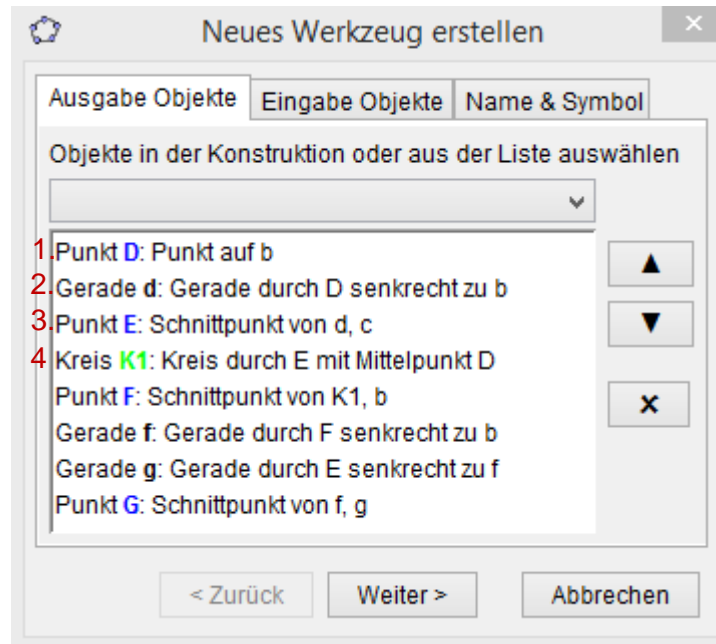 Neues Werkzeug erstellen
Ausgabe Objekte Eingabe Objekte Name & Symbol
Objekte in der Konstruktion oder aus der Liste auswählen
1. Punkt D: Punkt auf b
2. Gerade d: Gerade durch D senkrecht zu b
3. Punkt E: Schnittpunkt von d, c
4 Kreis K1: Kreis durch E mit Mittelpunkt D
Punkt F: Schnittpunkt von K1, b
Gerade f: Gerade durch F senkrecht zu b
Gerade g: Gerade durch E senkrecht zu f
Punkt G: Schnittpunkt von f, g
< Zurück Weiter > Abbrechen